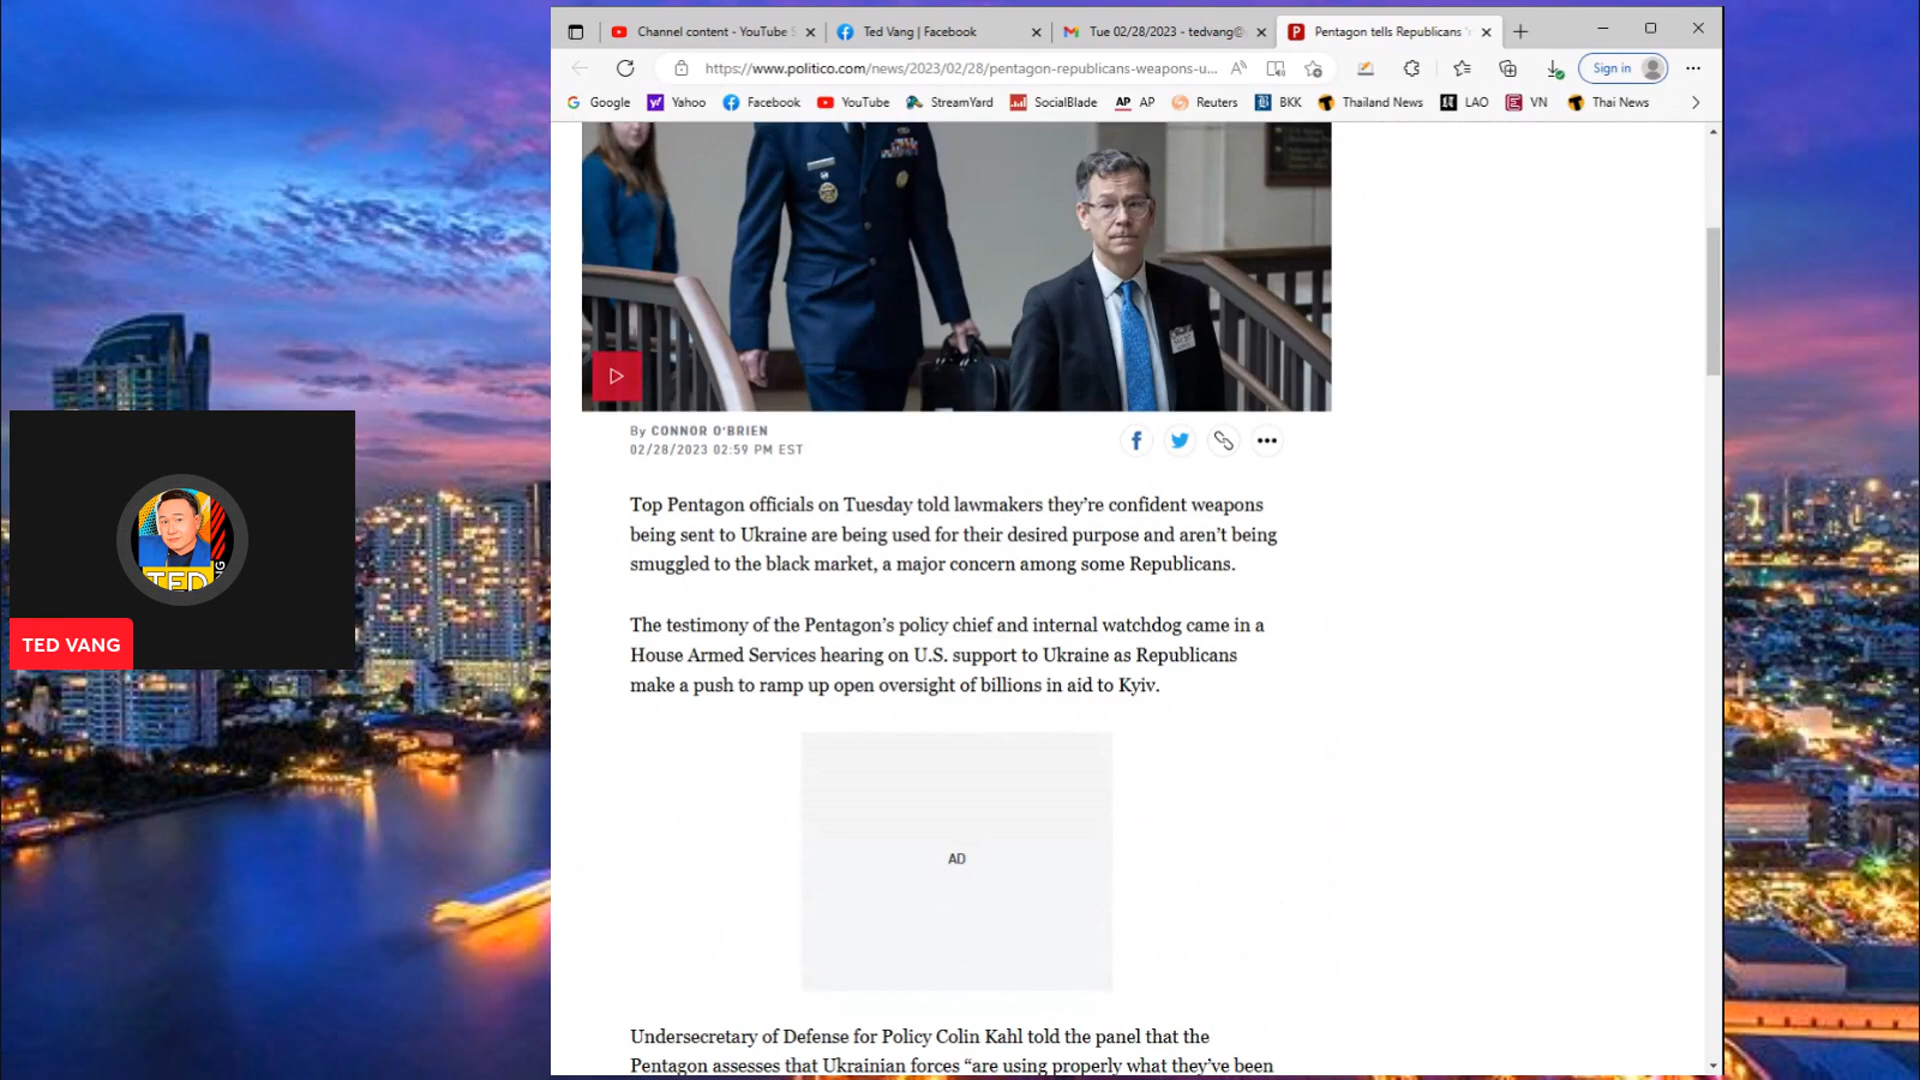 Channel content - YouTube S
Ted Vang | Facebook
Tue 02/28/2023 - tedvang@
Pentagon tells Republicans 'r
https://www.politico.com/news/2023/02/28/pentagon-republicans-weapons-u...
Sign in
Google
Yahoo
Facebook
YouTube
StreamYard
SocialBlade
AP AP
Reuters
BKK
Thailand News
LAO
VN
Thai News
By CONNOR O'BRIEN
02/28/2023 02:59 PM EST
Top Pentagon officials on Tuesday told lawmakers they’re confident weapons
being sent to Ukraine are being used for their desired purpose and aren’t being
smuggled to the black market, a major concern among some Republicans.
The testimony of the Pentagon’s policy chief and internal watchdog came in a
House Armed Services hearing on U.S. support to Ukraine as Republicans
make a push to ramp up open oversight of billions in aid to Kyiv.
AD
Undersecretary of Defense for Policy Colin Kahl told the panel that the
Pentagon assesses that Ukrainian forces “are using properly what they’ve been
TED
TED VANG